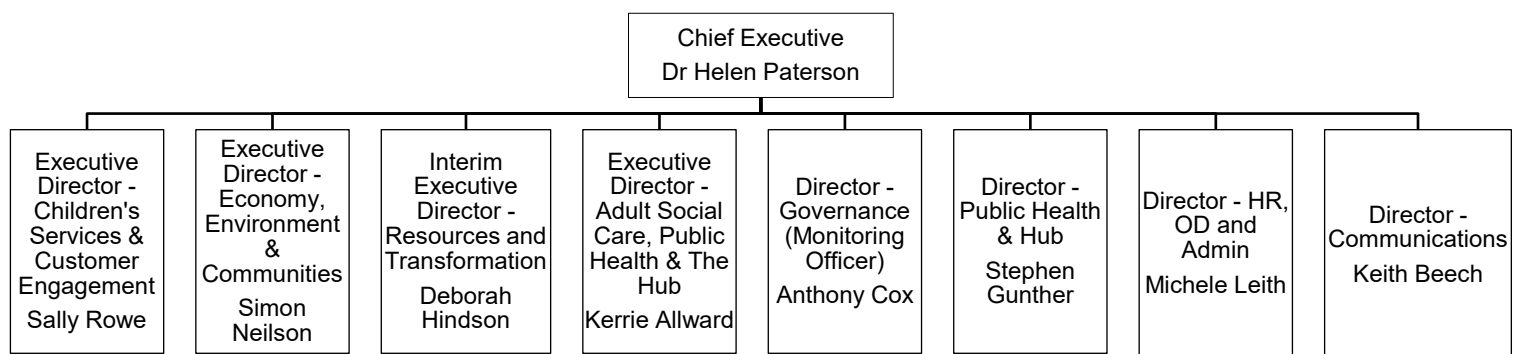 Chief Executive
Dr Helen Paterson
Executive
Director -
Children's
Services &
Customer
Engagement
Sally Rowe
Executive
Director -
Economy,
Environment
&
Communities
Simon
Neilson
Interim
Executive
Director -
Resources and
Transformation
Deborah
Hindson
Executive
Director -
Adult Social
Care, Public
Health & The
Hub
Kerrie Allward
Director -
Governance
(Monitoring
Officer)
Anthony Cox
Director -
Public Health
& Hub
Stephen
Gunther
Director - HR,
OD and
Admin
Michele Leith
Director -
Communications
Keith Beech